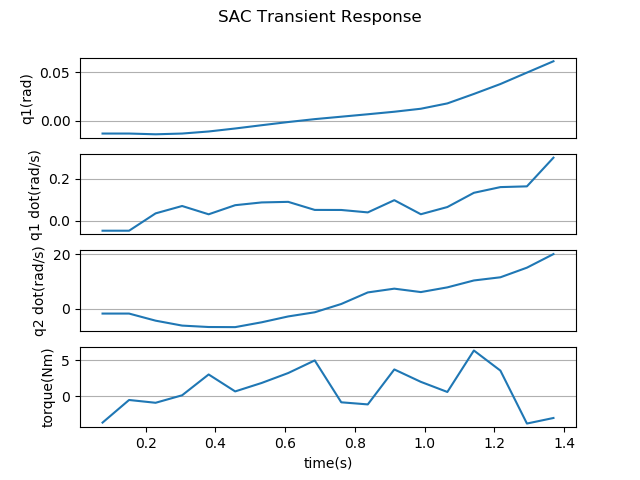 SAC Transient Response
q1(rad)
0.05
0.00
q1 dot(rad/s)
0.2
0.0
q2 dot(rad/s)
20
0
torque(Nm)
5
0
0.2 0.4 0.6 0.8 1.0 1.2 1.4
time(s)